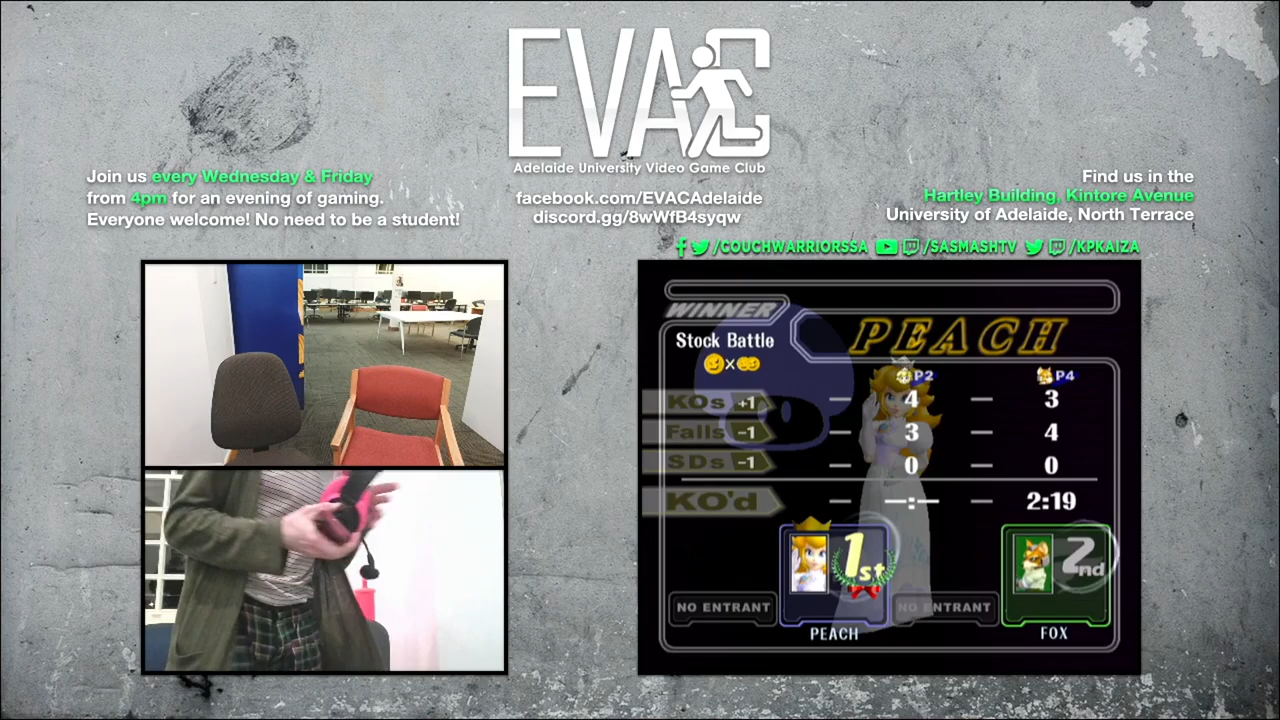 EVAC
Adelaide University Video Game Club
Join us every Wednesday & Friday
from 4pm for an evening of gaming.
Everyone welcome! No need to be a student!
facebook.com/EVACAdelaide
discord.gg/8wWfB4syqw
Find us in the
Hartley Building, Kintore Avenue
University of Adelaide, North Terrace
/COUCHWARRIORSSA /SASMASHTV /KPKAIZA
WINNER
PEACH
Stock Battle
X
P2 P4
KOs +1 — 4 — 3
Falls -1 — 3 — 4
SDs -1 — 0 — 0
KO'd — —:— — 2:19
1st 2nd
NO ENTRANT NO ENTRANT
PEACH FOX